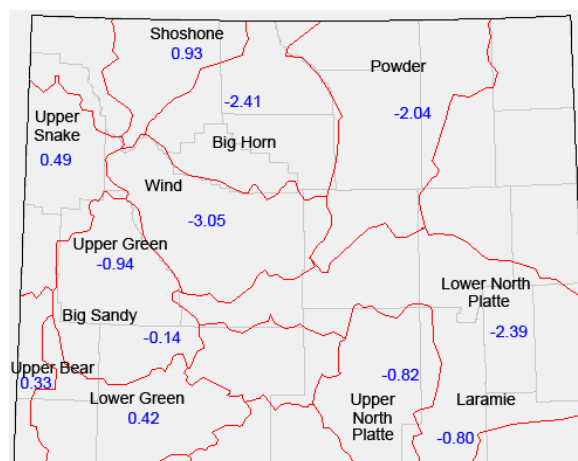 Shoshone
0.93
Powder
-2.41
-2.04
Upper
Snake
0.49
Big Horn
Wind
-3.05
Upper Green
-0.94
Lower North
Platte
-2.39
Big Sandy
-0.14
Upper Bear
0.33
Lower Green
0.42
-0.82
Upper
North
Platte
Laramie
-0.80